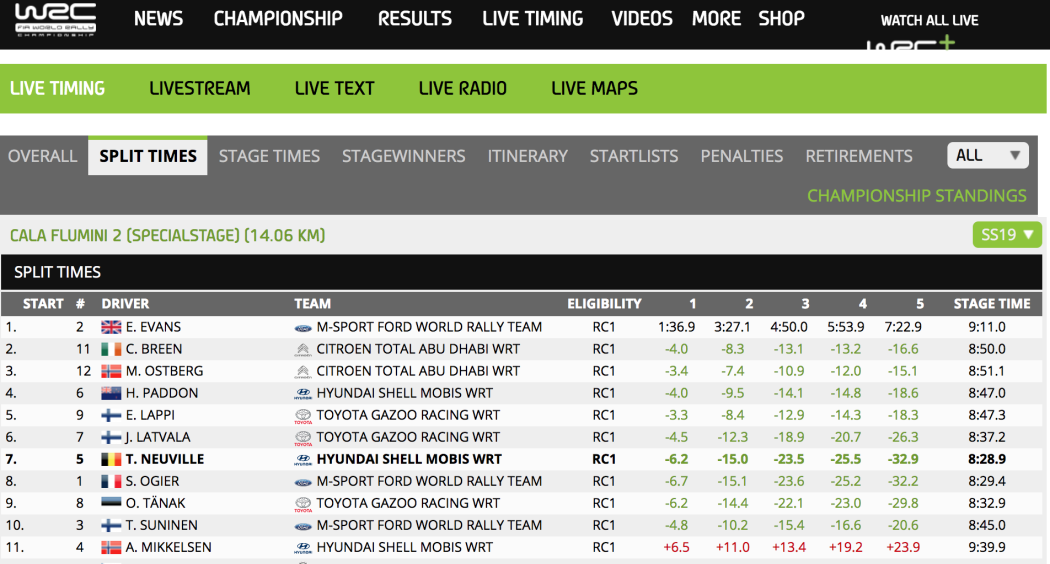 WRC
FIA WORLD RALLY
CHAMPIONSHIP
NEWS CHAMPIONSHIP RESULTS LIVE TIMING VIDEOS MORE SHOP WATCH ALL LIVE
WRC+
LIVE TIMING LIVESTREAM LIVE TEXT LIVE RADIO LIVE MAPS
OVERALL SPLIT TIMES STAGE TIMES STAGEWINNERS ITINERARY STARTLISTS PENALTIES RETIREMENTS ALL
CHAMPIONSHIP STANDINGS
CALA FLUMINI 2 (SPECIALSTAGE) (14.06 KM) SS19
SPLIT TIMES
START # DRIVER TEAM ELIGIBILITY 1 2 3 4 5 STAGE TIME
1. 2 E. EVANS M-SPORT FORD WORLD RALLY TEAM RC1 1:36.9 3:27.1 4:50.0 5:53.9 7:22.9 9:11.0
2. 11 C. BREEN CITROEN TOTAL ABU DHABI WRT RC1 -4.0 -8.3 -13.1 -13.2 -16.6 8:50.0
3. 12 M. OSTBERG CITROEN TOTAL ABU DHABI WRT RC1 -3.4 -7.4 -10.9 -12.0 -15.1 8:51.1
4. 6 H. PADDON HYUNDAI SHELL MOBIS WRT RC1 -4.0 -9.5 -14.1 -14.8 -18.6 8:47.0
5. 9 E. LAPPI TOYOTA GAZOO RACING WRT RC1 -3.3 -8.4 -12.9 -14.3 -18.3 8:47.3
6. 7 J. LATVALA TOYOTA GAZOO RACING WRT RC1 -4.5 -12.3 -18.9 -20.7 -26.3 8:37.2
7. 5 T. NEUVILLE HYUNDAI SHELL MOBIS WRT RC1 -6.2 -15.0 -23.5 -25.5 -32.9 8:28.9
8. 1 S. OGIER M-SPORT FORD WORLD RALLY TEAM RC1 -6.7 -15.1 -23.6 -25.2 -32.2 8:29.4
9. 8 O. TÄNAK TOYOTA GAZOO RACING WRT RC1 -6.2 -14.4 -22.1 -23.0 -29.8 8:32.9
10. 3 T. SUNINEN M-SPORT FORD WORLD RALLY TEAM RC1 -4.8 -10.2 -15.4 -16.6 -20.6 8:45.0
11. 4 A. MIKKELSEN HYUNDAI SHELL MOBIS WRT RC1 +6.5 +11.0 +13.4 +19.2 +23.9 9:39.9